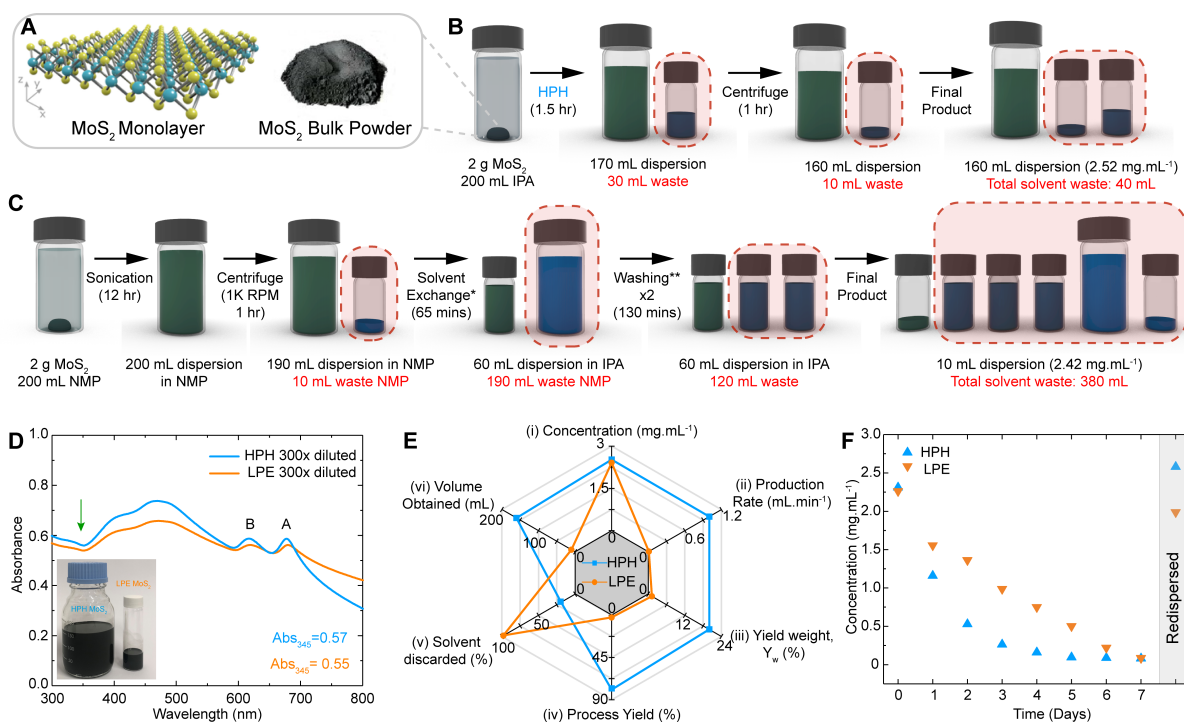 A
z
y
x
MoS₂ Monolayer
MoS₂ Bulk Powder
B
2 g MoS₂
200 mL IPA
HPH
(1.5 hr)
170 mL dispersion
30 mL waste
Centrifuge
(1 hr)
160 mL dispersion
10 mL waste
Final
Product
160 mL dispersion (2.52 mg.mL⁻¹)
Total solvent waste: 40 mL
C
2 g MoS₂
200 mL NMP
Sonication
(12 hr)
200 mL dispersion
in NMP
Centrifuge
(1K RPM
1 hr)
190 mL dispersion in NMP
10 mL waste NMP
Solvent
Exchange*
(65 mins)
60 mL dispersion in IPA
190 mL waste NMP
Washing**
x2
(130 mins)
60 mL dispersion in IPA
120 mL waste
Final
Product
10 mL dispersion (2.42 mg.mL⁻¹)
Total solvent waste: 380 mL
D
Absorbance
1.0
0.8
0.6
0.4
0.2
0.0
HPH 300x diluted
LPE 300x diluted
B
A
HPH MoS₂
LPE MoS₂
Abs₃₄₅=0.57
Abs₃₄₅= 0.55
300 400 500 600 700 800
Wavelength (nm)
E
(i) Concentration (mg.mL⁻¹)
3
1.5
0
(ii) Production
Rate (mL.min⁻¹)
1.2
0.6
0
(iii) Yield weight,
Y_w (%)
24
12
0
(iv) Process Yield (%)
90
45
0
(v) Solvent
discarded (%)
100
50
0
(vi) Volume
Obtained (mL)
200
100
0
HPH
LPE
F
HPH
LPE
Concentration (mg.mL⁻¹)
3.0
2.5
2.0
1.5
1.0
0.5
0
0 1 2 3 4 5 6 7
Time (Days)
Redispersed